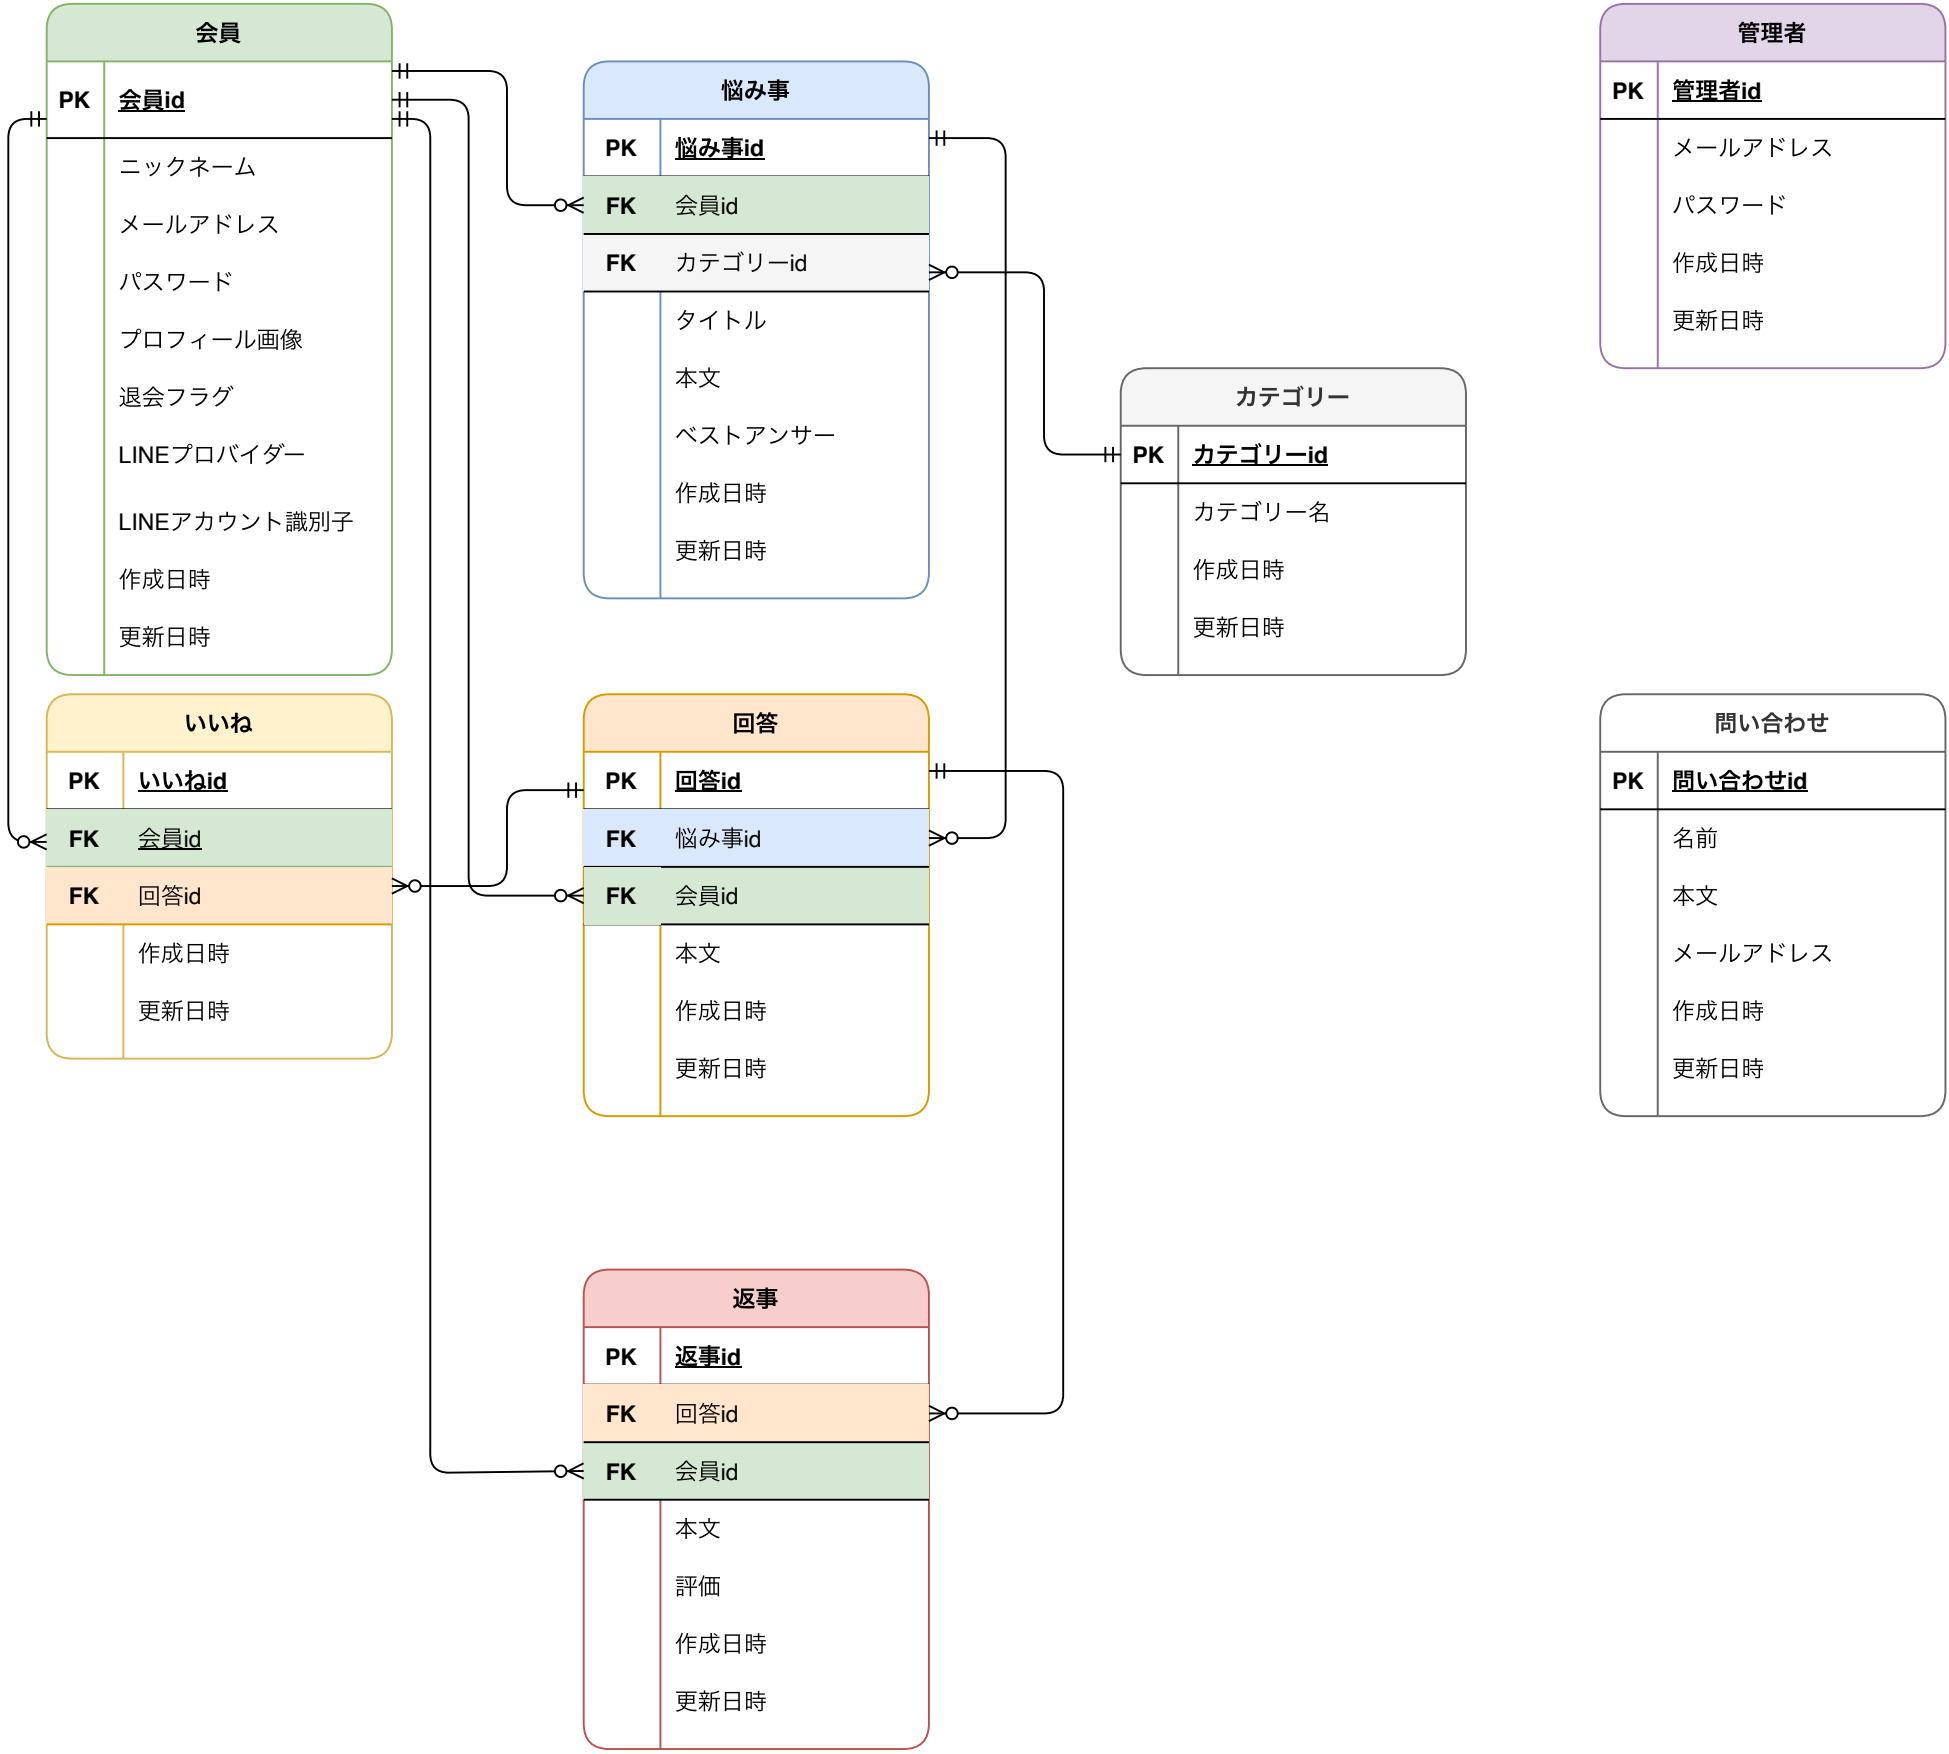 会員
PK 会員id
ニックネーム
メールアドレス
パスワード
プロフィール画像
退会フラグ
LINEプロバイダー
LINEアカウント識別子
作成日時
更新日時
悩み事
PK 悩み事id
FK 会員id
FK カテゴリーid
タイトル
本文
ベストアンサー
作成日時
更新日時
カテゴリー
PK カテゴリーid
カテゴリー名
作成日時
更新日時
管理者
PK 管理者id
メールアドレス
パスワード
作成日時
更新日時
いいね
PK いいねid
FK 会員id
FK 回答id
作成日時
更新日時
回答
PK 回答id
FK 悩み事id
FK 会員id
本文
作成日時
更新日時
問い合わせ
PK 問い合わせid
名前
本文
メールアドレス
作成日時
更新日時
返事
PK 返事id
FK 回答id
FK 会員id
本文
評価
作成日時
更新日時